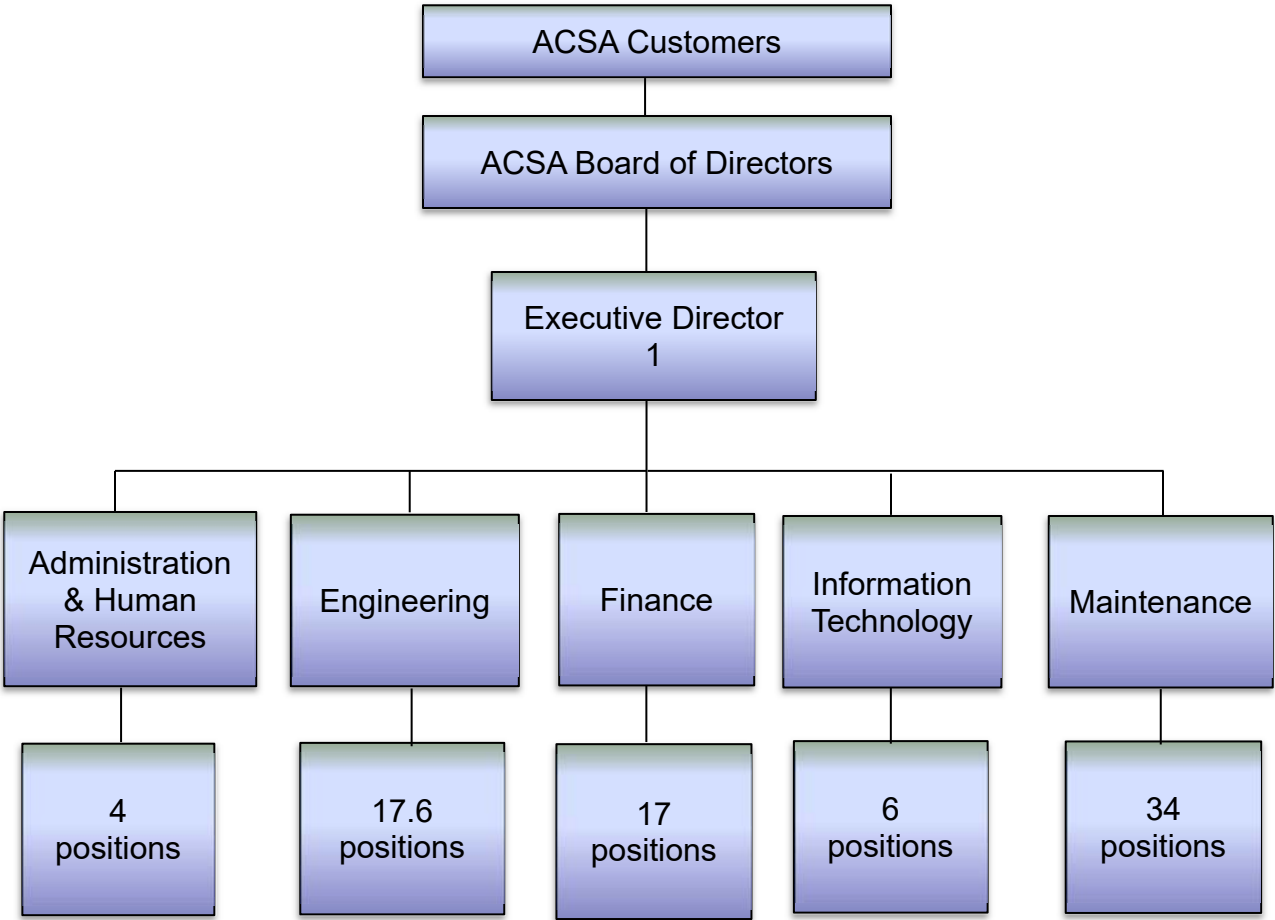 ACSA Customers
ACSA Board of Directors
Executive Director
1
Administration
& Human
Resources
Engineering
Finance
Information
Technology
Maintenance
4
positions
17.6
positions
17
positions
6
positions
34
positions